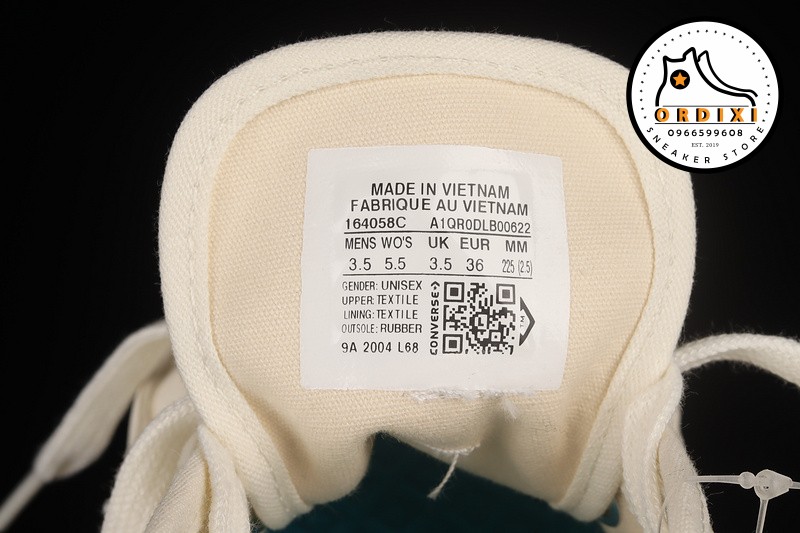 ORDIXI
0966599608
EST. 2019
SNEAKER STORE
MADE IN VIETNAM
FABRIQUE AU VIETNAM
164058C A1QR0DLB00622
MENS WO'S UK EUR MM
3.5 5.5 3.5 36 225 (2.5)
GENDER: UNISEX
UPPER: TEXTILE
LINING: TEXTILE
OUTSOLE: RUBBER
9A 2004 L68
CONVERSE
TM